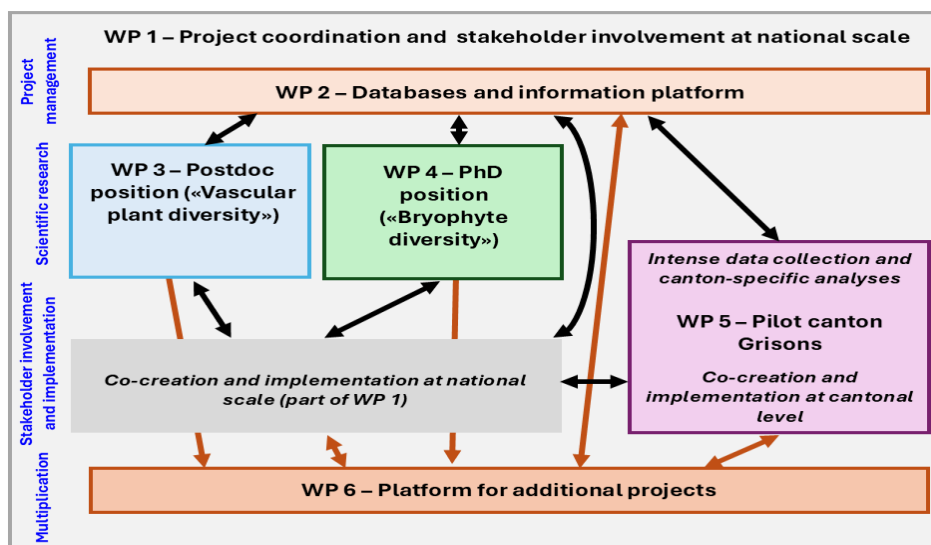 WP 1 – Project coordination and stakeholder involvement at national scale
Project
management
WP 2 – Databases and information platform
Scientific research
WP 3 – Postdoc
position («Vascular
plant diversity»)
WP 4 – PhD
position
(«Bryophyte
diversity»)
Intense data collection and
canton-specific analyses
WP 5 – Pilot canton
Grisons
Co-creation and
implementation at cantonal
level
Stakeholder involvement
and implementation
Co-creation and implementation at national
scale (part of WP 1)
Multiplication
WP 6 – Platform for additional projects